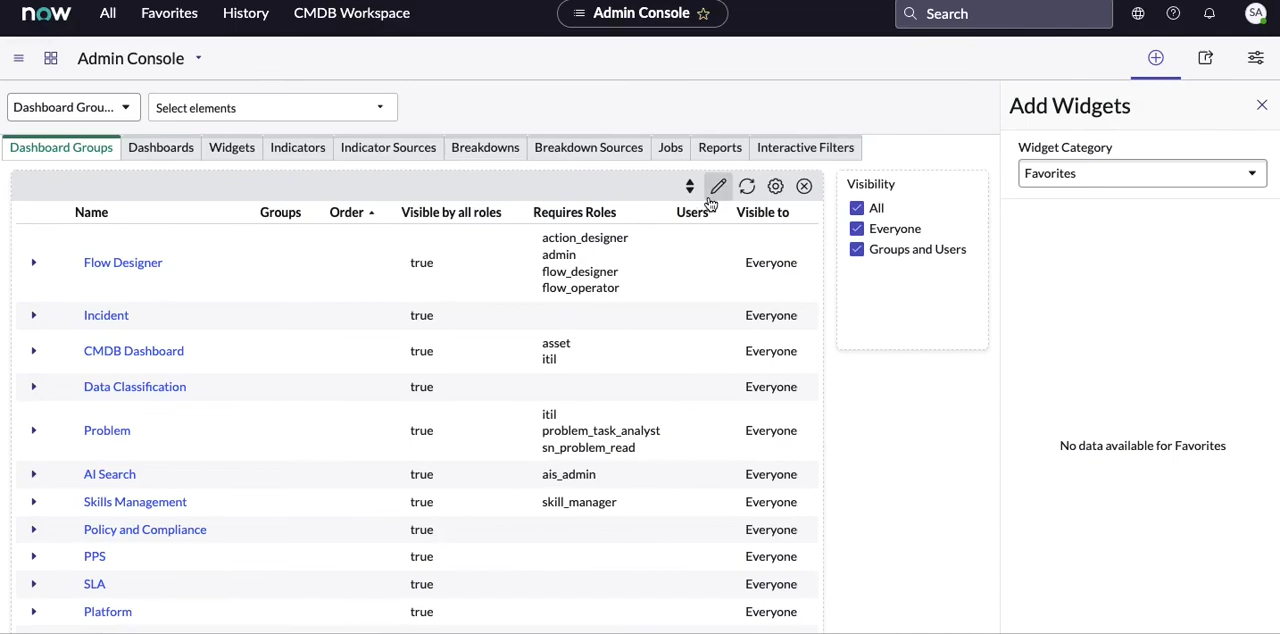 now All Favorites History CMDB Workspace Admin Console Search SA
Admin Console
Dashboard Grou... Select elements
Add Widgets
Dashboard Groups Dashboards Widgets Indicators Indicator Sources Breakdowns Breakdown Sources Jobs Reports Interactive Filters
Widget Category
Favorites
No data available for Favorites
Name Groups Order Visible by all roles Requires Roles Users Visible to
Flow Designer true action_designer Everyone
admin
flow_designer
flow_operator
Incident true Everyone
CMDB Dashboard true asset Everyone
itil
Data Classification true Everyone
Problem true itil Everyone
problem_task_analyst
sn_problem_read
AI Search true ais_admin Everyone
Skills Management true skill_manager Everyone
Policy and Compliance true Everyone
PPS true Everyone
SLA true Everyone
Platform true Everyone
Visibility
All
Everyone
Groups and Users